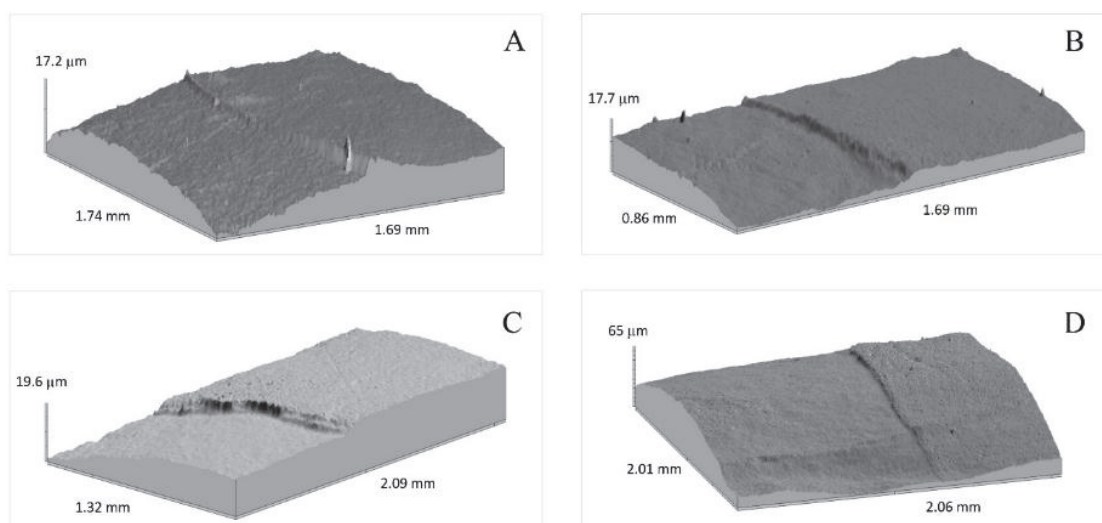 A
17.2 μm
1.74 mm
1.69 mm
B
17.7 μm
0.86 mm
1.69 mm
C
19.6 μm
1.32 mm
2.09 mm
D
65 μm
2.01 mm
2.06 mm